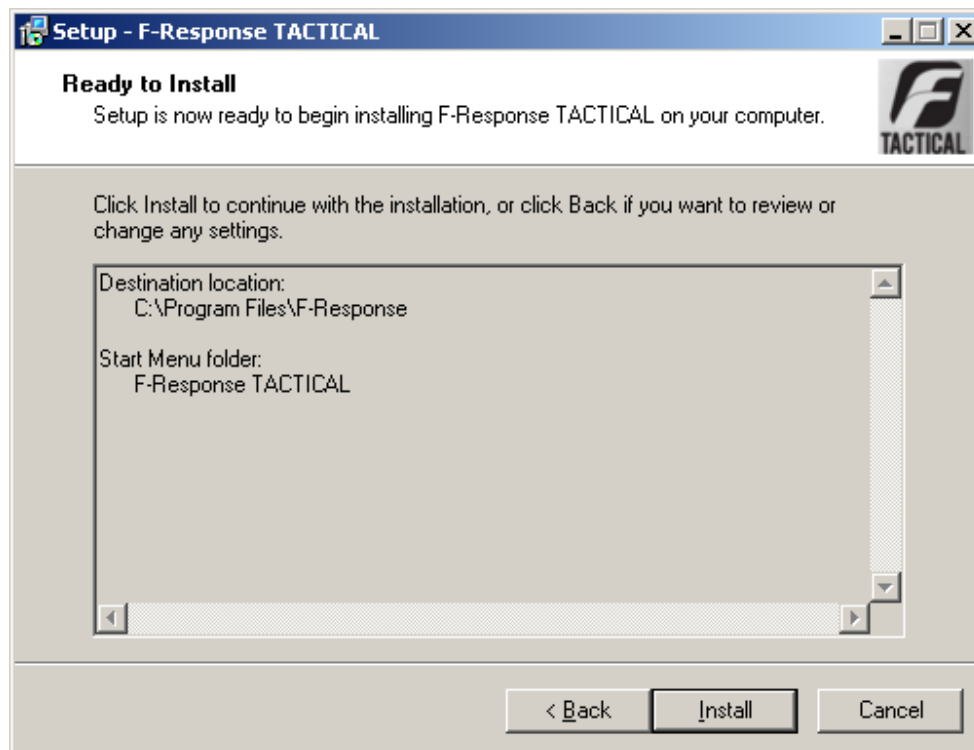 Setup - F-Response TACTICAL
Ready to Install
Setup is now ready to begin installing F-Response TACTICAL on your computer.
TACTICAL
Click Install to continue with the installation, or click Back if you want to review or
change any settings.
Destination location:
C:\Program Files\F-Response
Start Menu folder:
F-Response TACTICAL
< Back
Install
Cancel